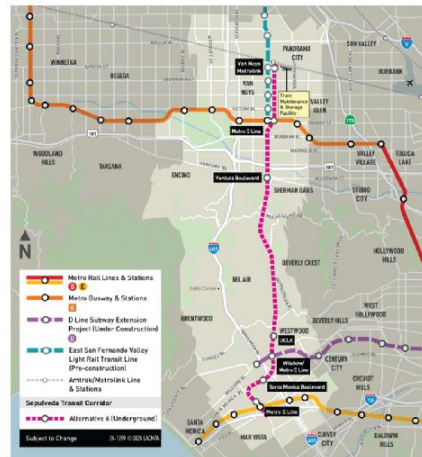 PANORAMA
CITY
SUN VALLEY
Van Nuys
Metrolink
BURBANK
WINNETKA
RESEDA
VAN
NUYS
Train
Maintenance
& Storage
Facility
VALLEY
GLEN
170
Metro G Line
101
WOODLAND
HILLS
TARZANA
ENCINO
VALLEY
VILLAGE
TOLUCA
LAKE
Ventura Boulevard
SHERMAN OAKS
STUDIO
CITY
N
405
HOLLYWOOD
HILLS
BEVERLY CREST
BEL AIR
Getty Center
BRENTWOOD
WESTWOOD
UCLA
BEVERLY HILLS
WEST
HOLLYWOOD
Wilshire/
Metro D Line
CENTURY
CITY
Santa Monica Boulevard
CHEVIOT
HILLS
10
Metro E Line
SANTA
MONICA
MAR VISTA
405
CULVER
CITY
BALDWIN
HILLS
Metro Rail Lines & Stations
B E
Metro Busway & Stations
G
D Line Subway Extension
Project (Under Construction)
D
East San Fernando Valley
Light Rail Transit Line
(Pre-construction)
Amtrak/Metrolink Line
& Stations
Sepulveda Transit Corridor
Alternative 6 (Underground)
Subject to Change